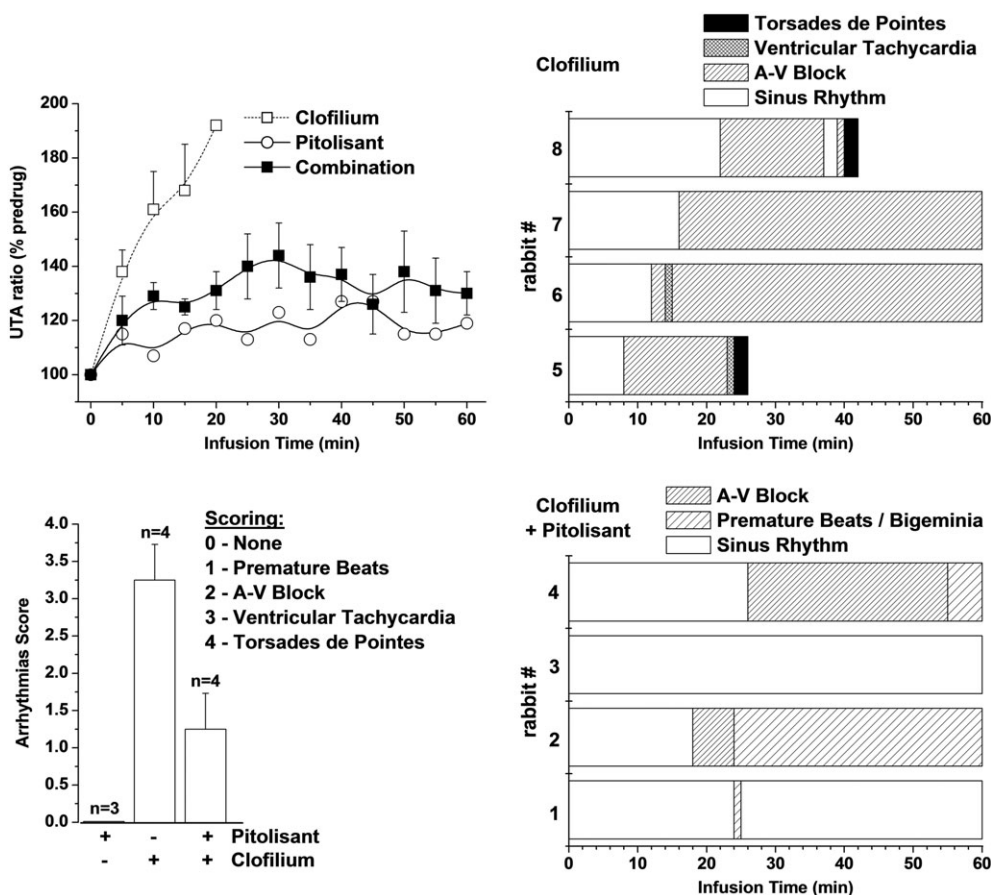 Clofilium
Pitolisant
Combination
200
180
160
140
120
100
UTA ratio (% predrug)
0 10 20 30 40 50 60
Infusion Time (min)
Torsades de Pointes
Ventricular Tachycardia
A-V Block
Sinus Rhythm
Clofilium
8
7
6
5
rabbit #
0 10 20 30 40 50 60
Infusion Time (min)
Scoring:
0 - None
1 - Premature Beats
2 - A-V Block
3 - Ventricular Tachycardia
4 - Torsades de Pointes
4.0
3.5
3.0
2.5
2.0
1.5
1.0
0.5
0.0
Arrhythmias Score
n=3
n=4
n=4
+ - + Pitolisant
- + + Clofilium
Clofilium
+ Pitolisant
A-V Block
Premature Beats / Bigeminia
Sinus Rhythm
4
3
2
1
rabbit #
0 10 20 30 40 50 60
Infusion Time (min)